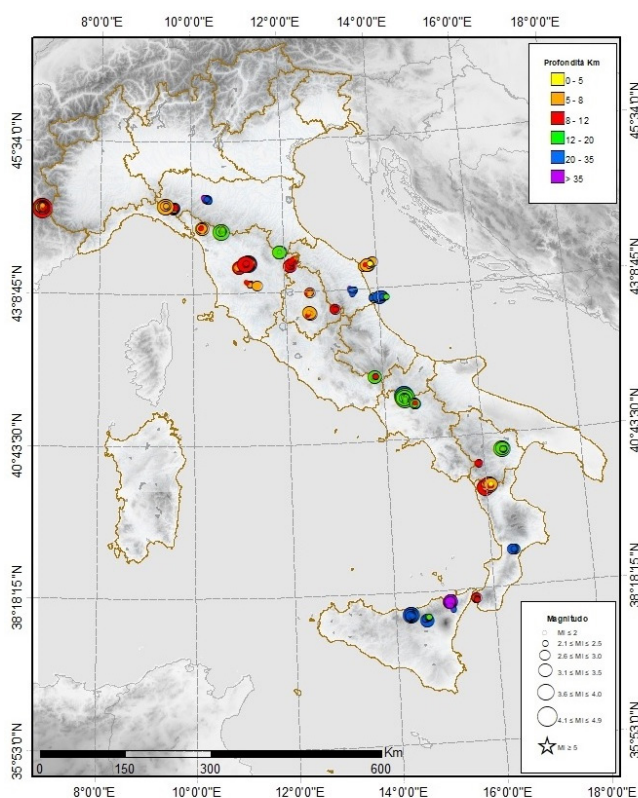 8°0'0"E 10°0'0"E 12°0'0"E 14°0'0"E 16°0'0"E 18°0'0"E
Profondità Km
0 - 5
5 - 8
8 - 12
12 - 20
20 - 35
> 35
45°34'0"N 45°34'0"N
43°8'45"N 43°8'45"N
40°43'30"N 40°43'30"N
38°18'15"N 38°18'15"N
35°53'0"N 35°53'0"N
Magnitudo
Ml ≤ 2
2.1 ≤ Ml ≤ 2.5
2.6 ≤ Ml ≤ 3.0
3.1 ≤ Ml ≤ 3.5
3.6 ≤ Ml ≤ 4.0
4.1 ≤ Ml ≤ 4.9
Ml ≥ 5
Km
0 150 300 600
8°0'0"E 10°0'0"E 12°0'0"E 14°0'0"E 16°0'0"E 18°0'0"E